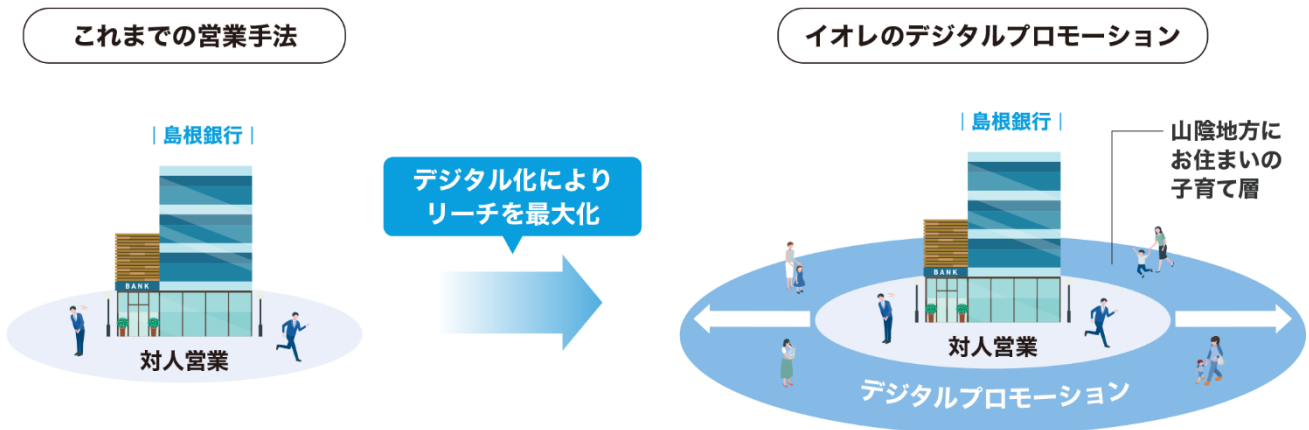 これまでの営業手法
|島根銀行|
BANK
対人営業
デジタル化により
リーチを最大化
イオレのデジタルプロモーション
|島根銀行|
山陰地方に
お住まいの
子育て層
BANK
対人営業
デジタルプロモーション